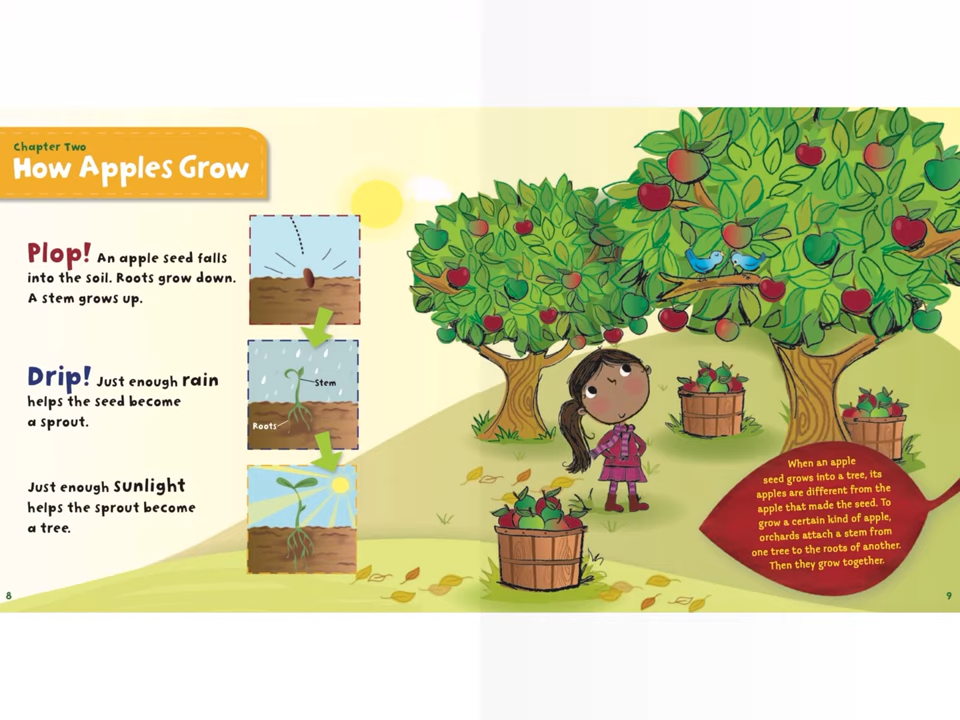 Chapter Two
How Apples Grow
Plop! An apple seed falls
into the soil. Roots grow down.
A stem grows up.
Drip! Just enough rain
helps the seed become
a sprout.
Stem
Roots
Just enough sunlight
helps the sprout become
a tree.
8
When an apple
seed grows into a tree, its
apples are different from the
apple that made the seed. To
grow a certain kind of apple,
orchards attach a stem from
one tree to the roots of another.
Then they grow together.
9